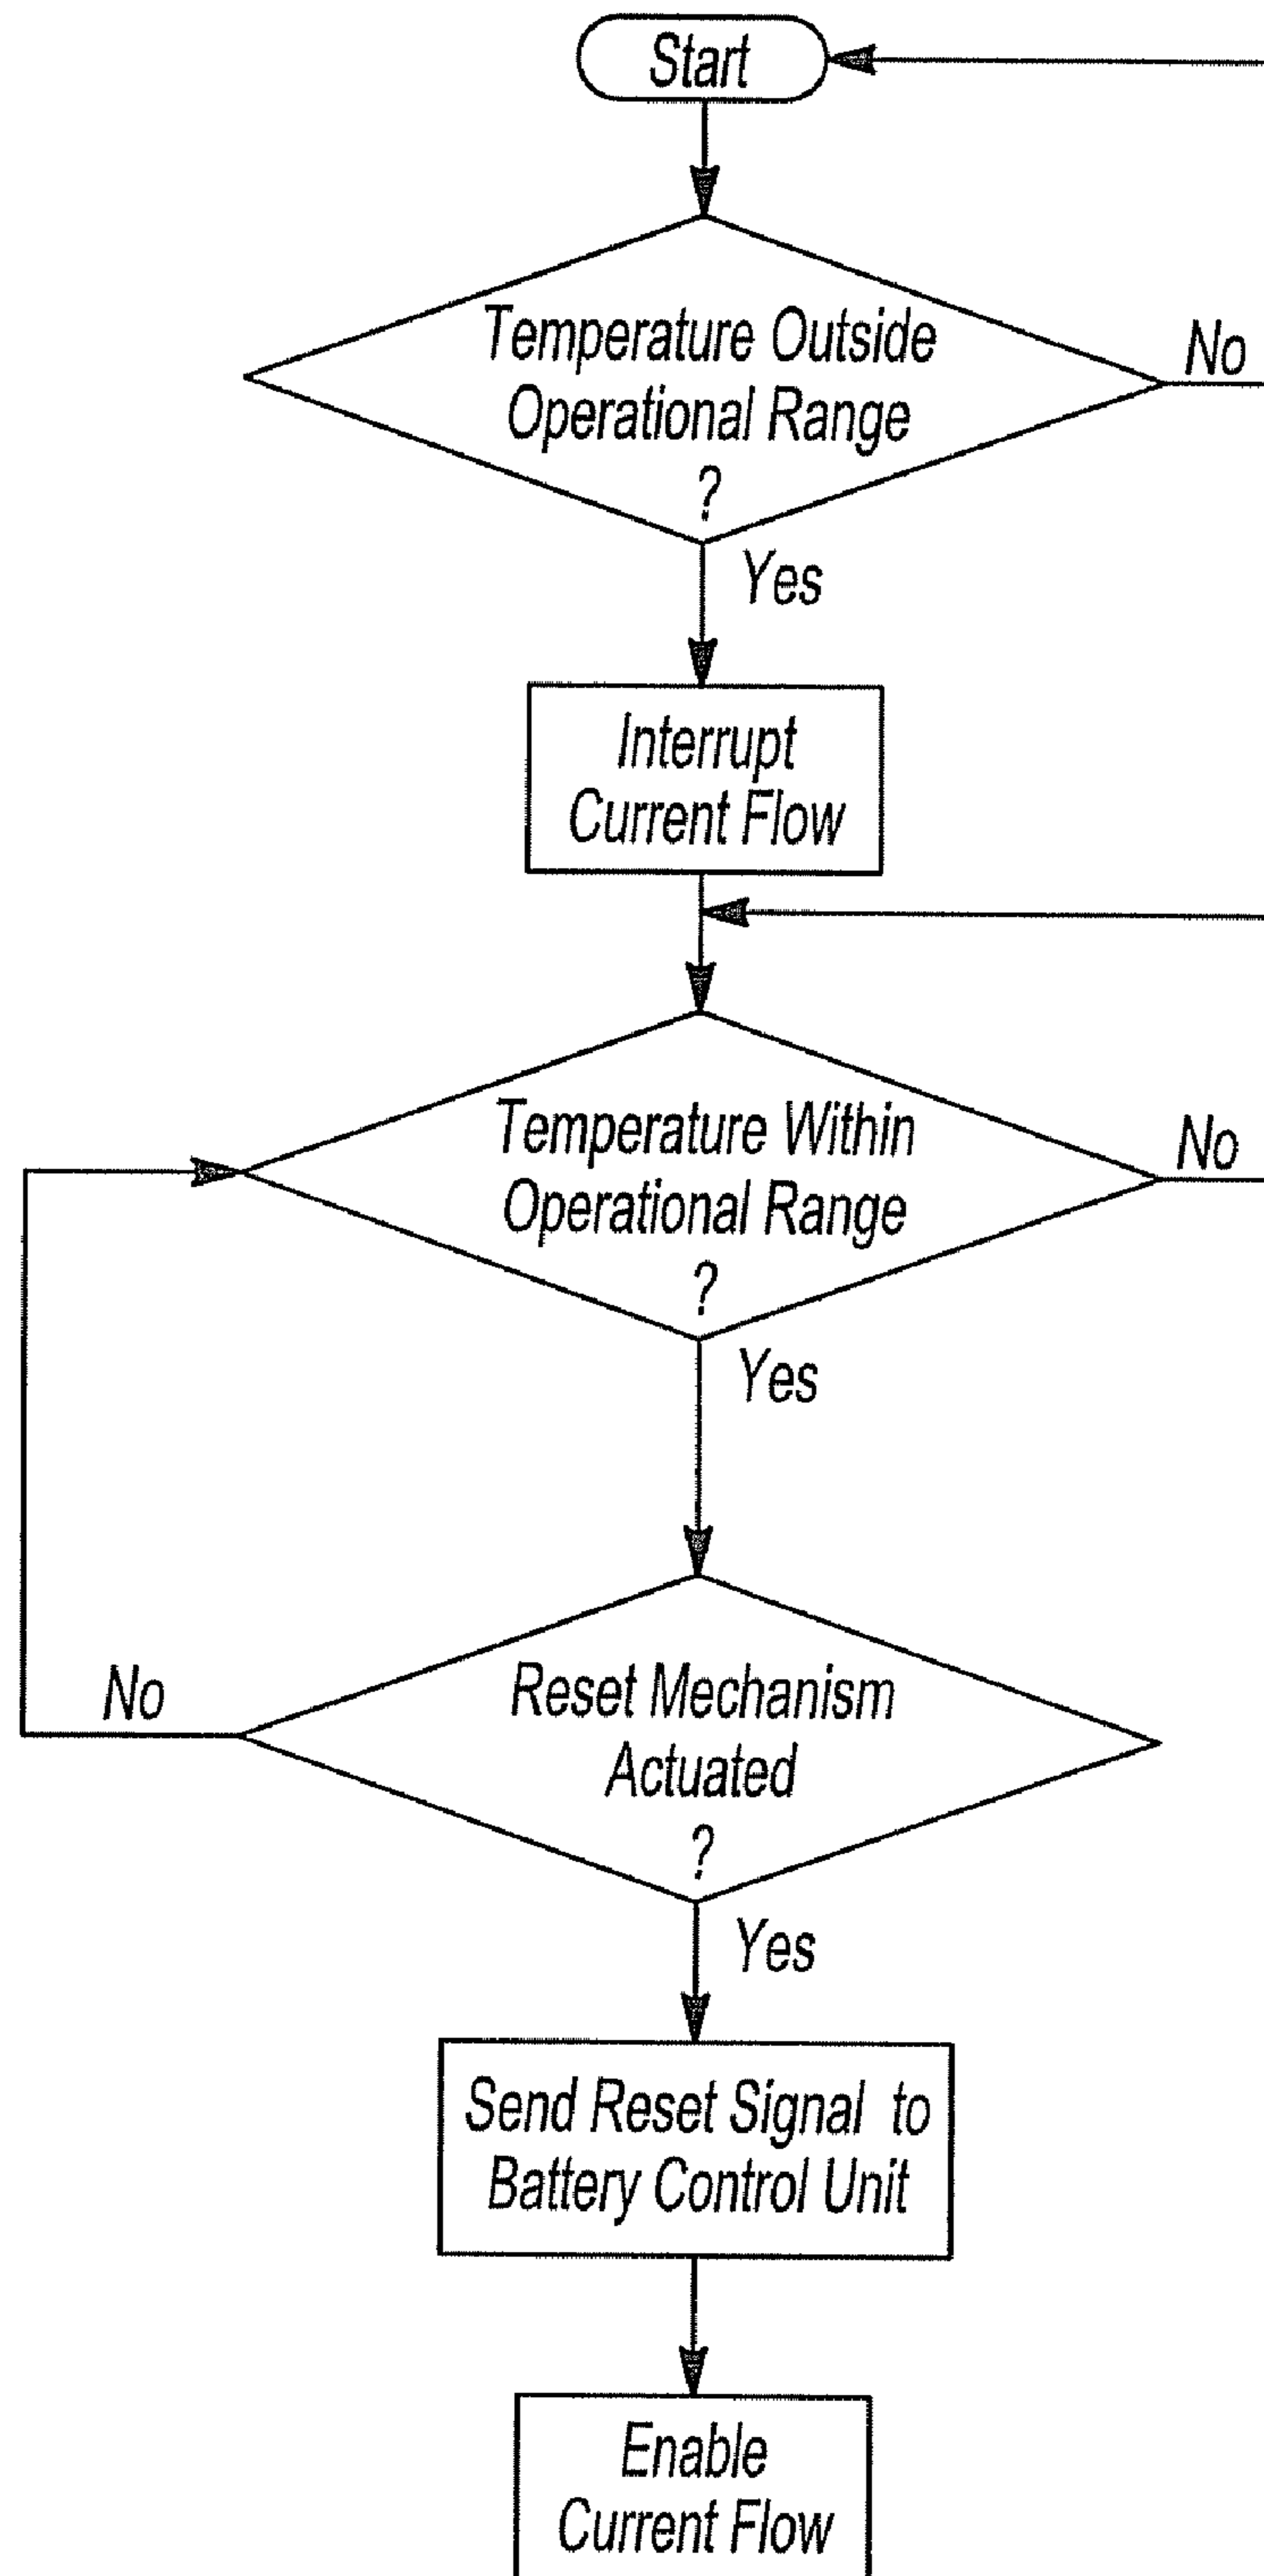 Start
Temperature Outside
Operational Range
?
No
Yes
Interrupt
Current Flow
Temperature Within
Operational Range
?
No
Yes
Reset Mechanism
Actuated
?
No
Yes
Send Reset Signal to
Battery Control Unit
Enable
Current Flow